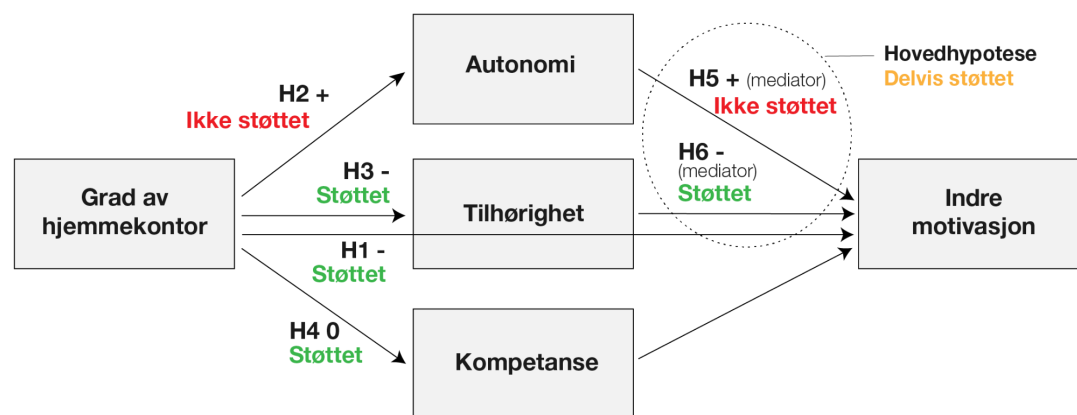 Autonomi
Hovedhypotese
Delvis støttet
H5 + (mediator)
Ikke støttet
H2 +
Ikke støttet
H6 -
(mediator)
Støttet
H3 -
Støttet
Grad av
hjemmekontor
Tilhørighet
Indre
motivasjon
H1 -
Støttet
H4 0
Støttet
Kompetanse